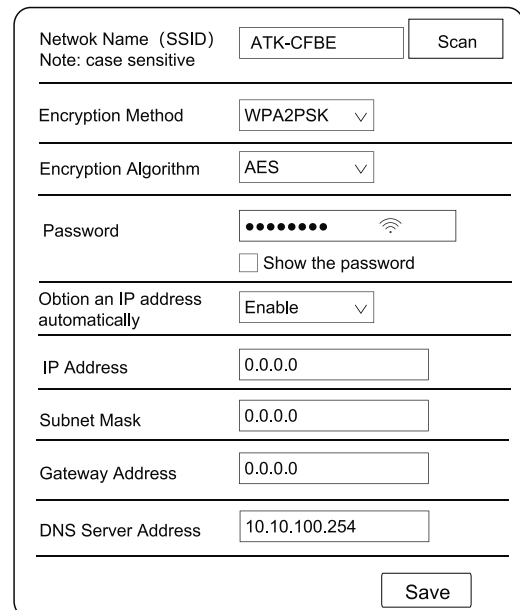 Netwok Name (SSID)
Note: case sensitive
ATK-CFBE
Scan
Encryption Method
WPA2PSK
Encryption Algorithm
AES
Password
●●●●●●●●
Show the password
Obtion an IP address
automatically
Enable
IP Address
0.0.0.0
Subnet Mask
0.0.0.0
Gateway Address
0.0.0.0
DNS Server Address
10.10.100.254
Save